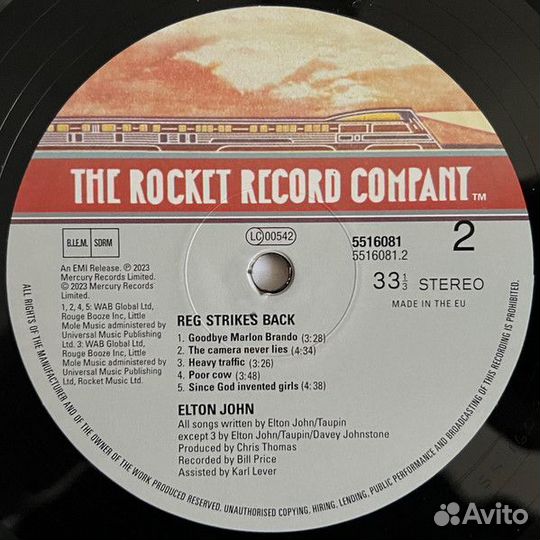 THE ROCKET RECORD COMPANY TM
B.I.E.M. SDRM
LC 00542
5516081
5516081.2
2
33 1/3 STEREO
MADE IN THE EU
An EMI Release. ℗ 2023
Mercury Records Limited.
© 2023 Mercury
Records Limited.
1, 2, 4, 5: WAB Global Ltd,
Rouge Booze Inc, Little
Mole Music administered by
Universal Music Publishing
Ltd. 3: WAB Global Ltd,
Rouge Booze Inc, Little
Mole Music administered by
Universal Music Publishing
Ltd, Rocket Music Ltd.
REG STRIKES BACK
1. Goodbye Marlon Brando (3:28)
2. The camera never lies (4:34)
3. Heavy traffic (3:26)
4. Poor cow (3:48)
5. Since God invented girls (4:38)
ELTON JOHN
All songs written by Elton John/Taupin
except 3 by Elton John/Taupin/Davey Johnstone
Produced by Chris Thomas
Recorded by Bill Price
Assisted by Karl Lever
ALL RIGHTS OF THE MANUFACTURER AND OF THE OWNER OF THE WORK PRODUCED RESERVED. UNAUTHORISED COPYING, HIRING, LENDING, PUBLIC PERFORMANCE AND BROADCASTING OF THIS RECORDING IS PROHIBITED.
Avito